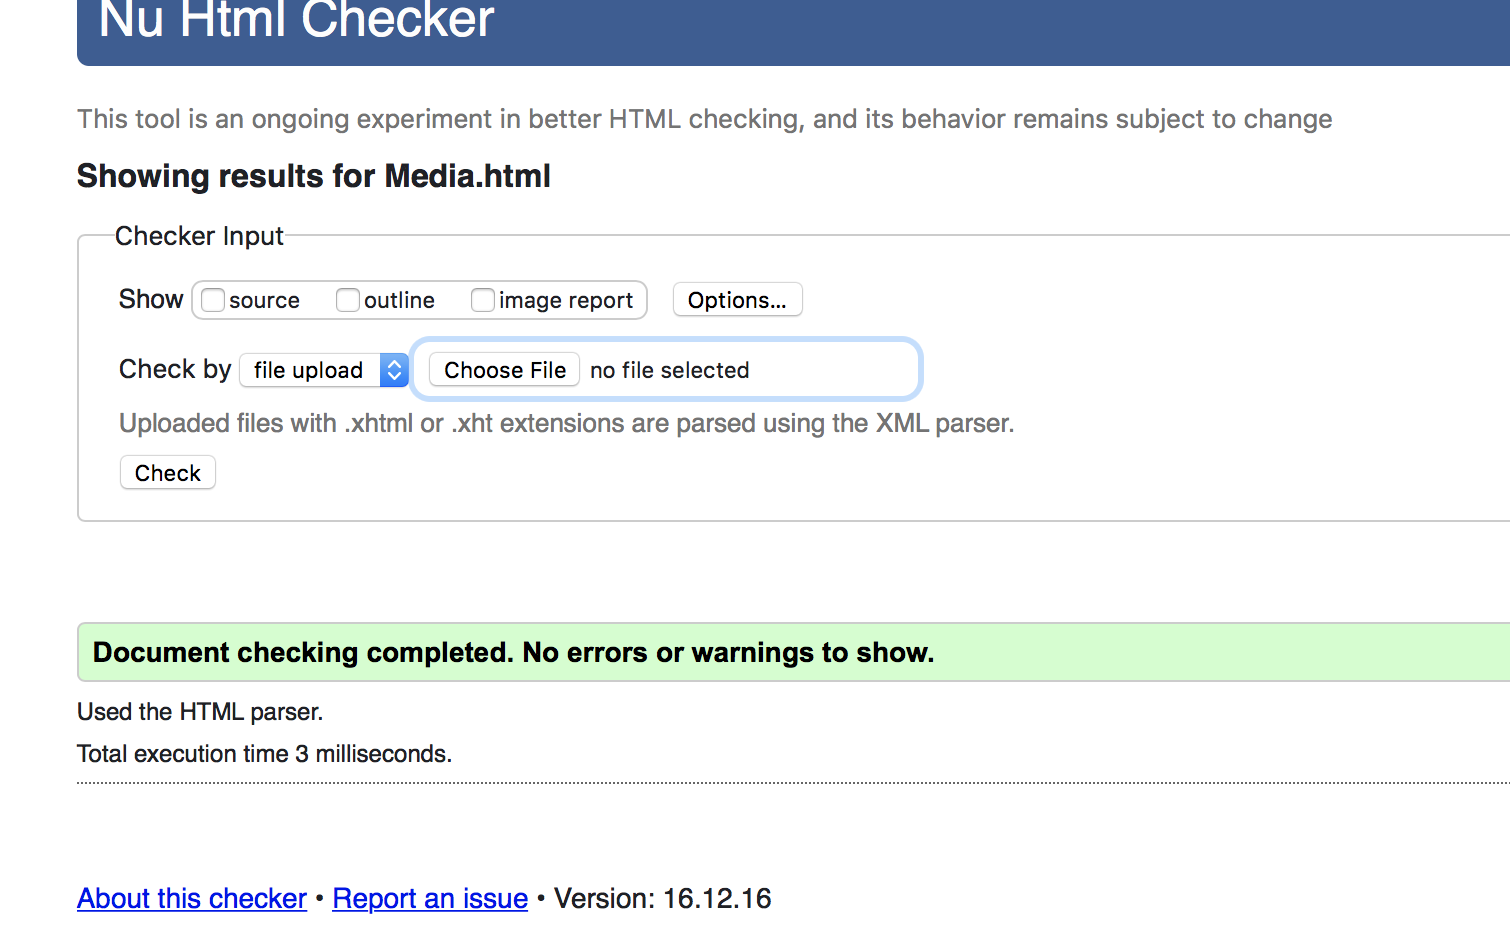 Nu Html Checker
This tool is an ongoing experiment in better HTML checking, and its behavior remains subject to change
Showing results for Media.html
Checker Input
Show source outline image report Options...
Check by file upload Choose File no file selected
Uploaded files with .xhtml or .xht extensions are parsed using the XML parser.
Check
Document checking completed. No errors or warnings to show.
Used the HTML parser.
Total execution time 3 milliseconds.
About this checker • Report an issue • Version: 16.12.16